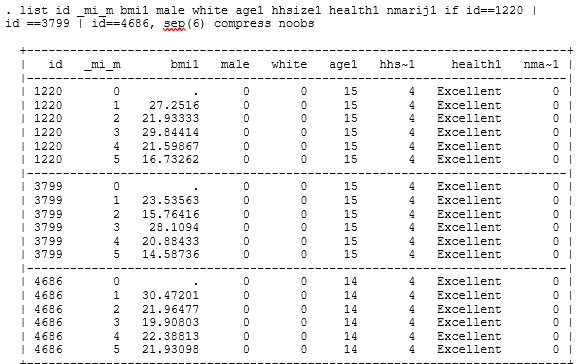 . list id _mi_m bmi1 male white age1 hhsize1 health1 nmarij1 if id==1220 |
id ==3799 | id==4686, sep(6) compress noobs
+-----------------------------------------------------------------+
| id _mi_m bmi1 male white age1 hhs~1 health1 nma~1 |
|-----------------------------------------------------------------|
| 1220 0 . 0 0 15 4 Excellent 0 |
| 1220 1 27.2516 0 0 15 4 Excellent 0 |
| 1220 2 21.93333 0 0 15 4 Excellent 0 |
| 1220 3 29.84414 0 0 15 4 Excellent 0 |
| 1220 4 21.59867 0 0 15 4 Excellent 0 |
| 1220 5 16.73262 0 0 15 4 Excellent 0 |
|-----------------------------------------------------------------|
| 3799 0 . 0 0 15 4 Excellent 0 |
| 3799 1 23.53563 0 0 15 4 Excellent 0 |
| 3799 2 15.76416 0 0 15 4 Excellent 0 |
| 3799 3 28.1094 0 0 15 4 Excellent 0 |
| 3799 4 20.88433 0 0 15 4 Excellent 0 |
| 3799 5 14.58736 0 0 15 4 Excellent 0 |
|-----------------------------------------------------------------|
| 4686 0 . 0 0 14 4 Excellent 0 |
| 4686 1 30.47201 0 0 14 4 Excellent 0 |
| 4686 2 21.96477 0 0 14 4 Excellent 0 |
| 4686 3 19.90803 0 0 14 4 Excellent 0 |
| 4686 4 22.38813 0 0 14 4 Excellent 0 |
| 4686 5 21.93098 0 0 14 4 Excellent 0 |
+-----------------------------------------------------------------+